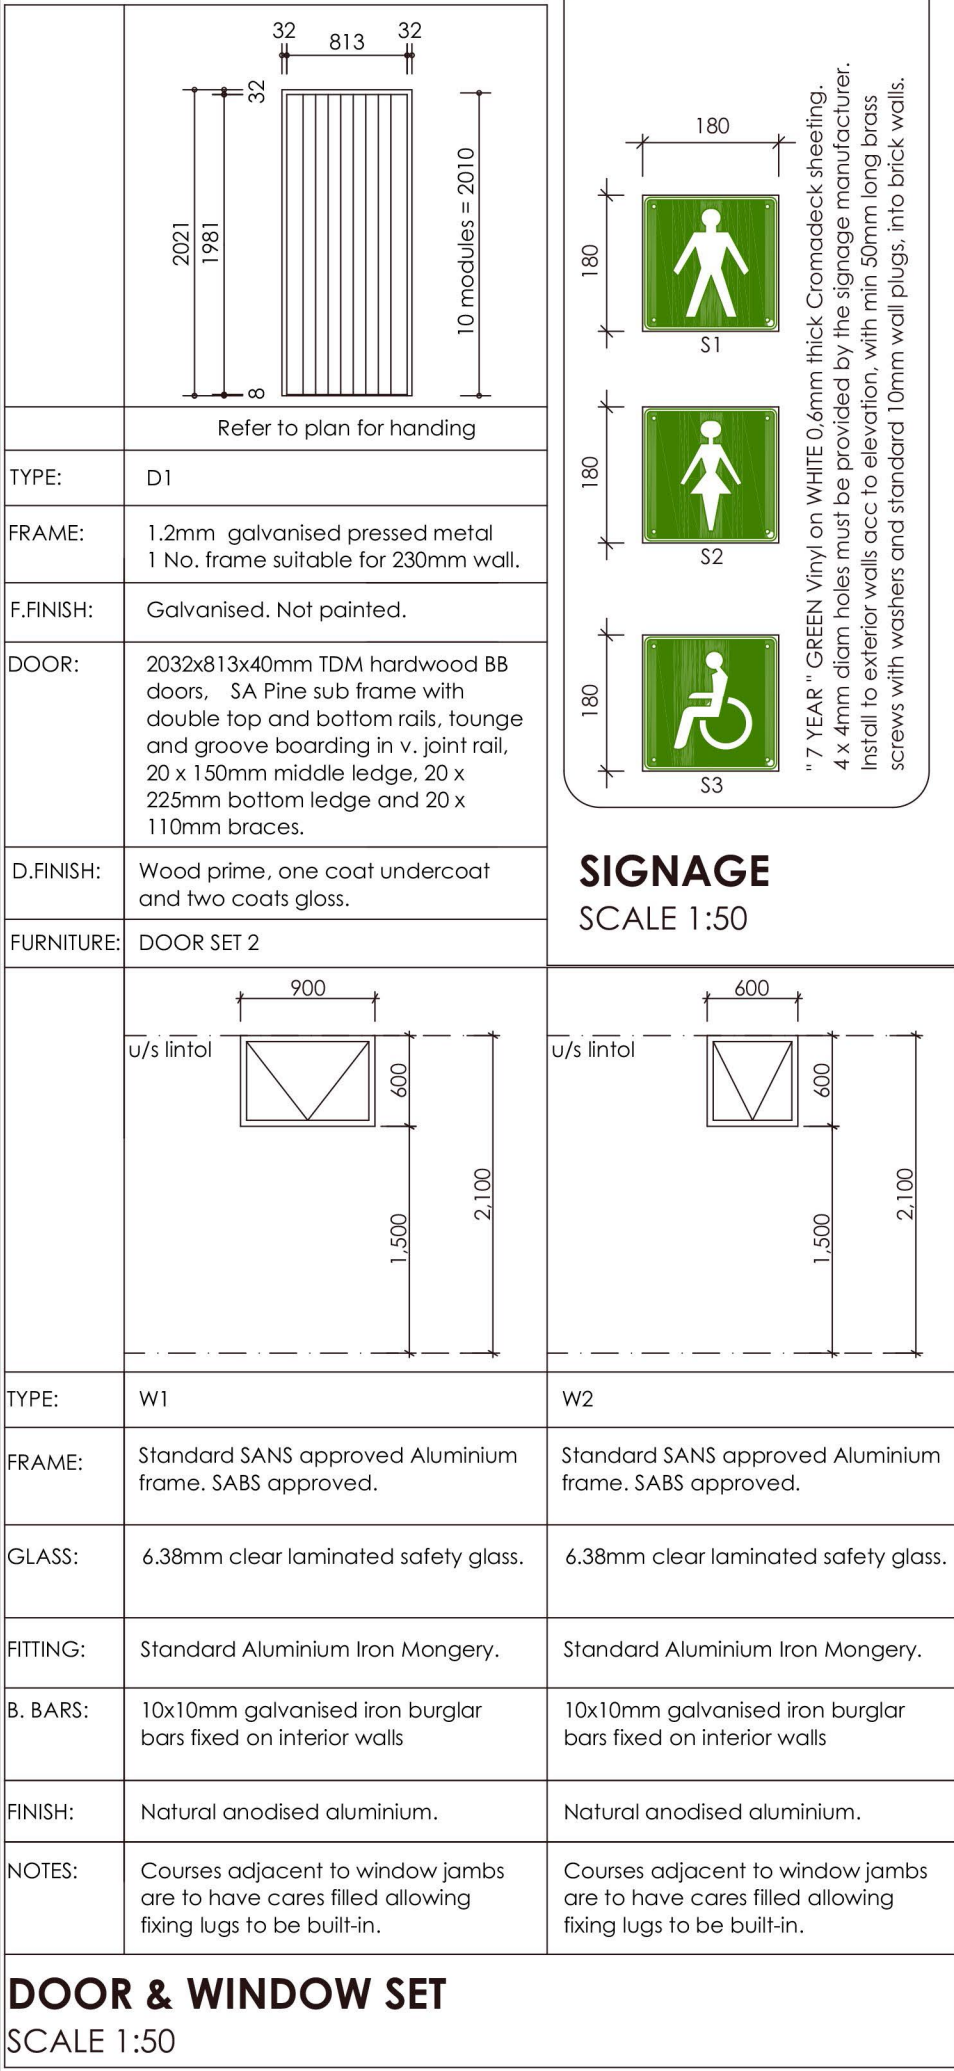 32
813
32
32
2021
1981
10 modules = 2010
8
Refer to plan for handing
TYPE:
D1
FRAME:
1.2mm galvanised pressed metal
1 No. frame suitable for 230mm wall.
F.FINISH:
Galvanised. Not painted.
DOOR:
2032x813x40mm TDM hardwood BB
doors, SA Pine sub frame with
double top and bottom rails, tounge
and groove boarding in v. joint rail,
20 x 150mm middle ledge, 20 x
225mm bottom ledge and 20 x
110mm braces.
D.FINISH:
Wood prime, one coat undercoat
and two coats gloss.
FURNITURE:
DOOR SET 2
180
180
S1
180
S2
180
S3
" 7 YEAR " GREEN Vinyl on WHITE 0,6mm thick Cromadeck sheeting.
4 x 4mm diam holes must be provided by the signage manufacturer.
Install to exterior walls acc to elevation, with min 50mm long brass
screws with washers and standard 10mm wall plugs, into brick walls.
SIGNAGE
SCALE 1:50
900
u/s lintol
600
1,500
2,100
600
u/s lintol
600
1,500
2,100
TYPE:
W1
W2
FRAME:
Standard SANS approved Aluminium
frame. SABS approved.
Standard SANS approved Aluminium
frame. SABS approved.
GLASS:
6.38mm clear laminated safety glass.
6.38mm clear laminated safety glass.
FITTING:
Standard Aluminium Iron Mongery.
Standard Aluminium Iron Mongery.
B. BARS:
10x10mm galvanised iron burglar
bars fixed on interior walls
10x10mm galvanised iron burglar
bars fixed on interior walls
FINISH:
Natural anodised aluminium.
Natural anodised aluminium.
NOTES:
Courses adjacent to window jambs
are to have cares filled allowing
fixing lugs to be built-in.
Courses adjacent to window jambs
are to have cares filled allowing
fixing lugs to be built-in.
DOOR & WINDOW SET
SCALE 1:50